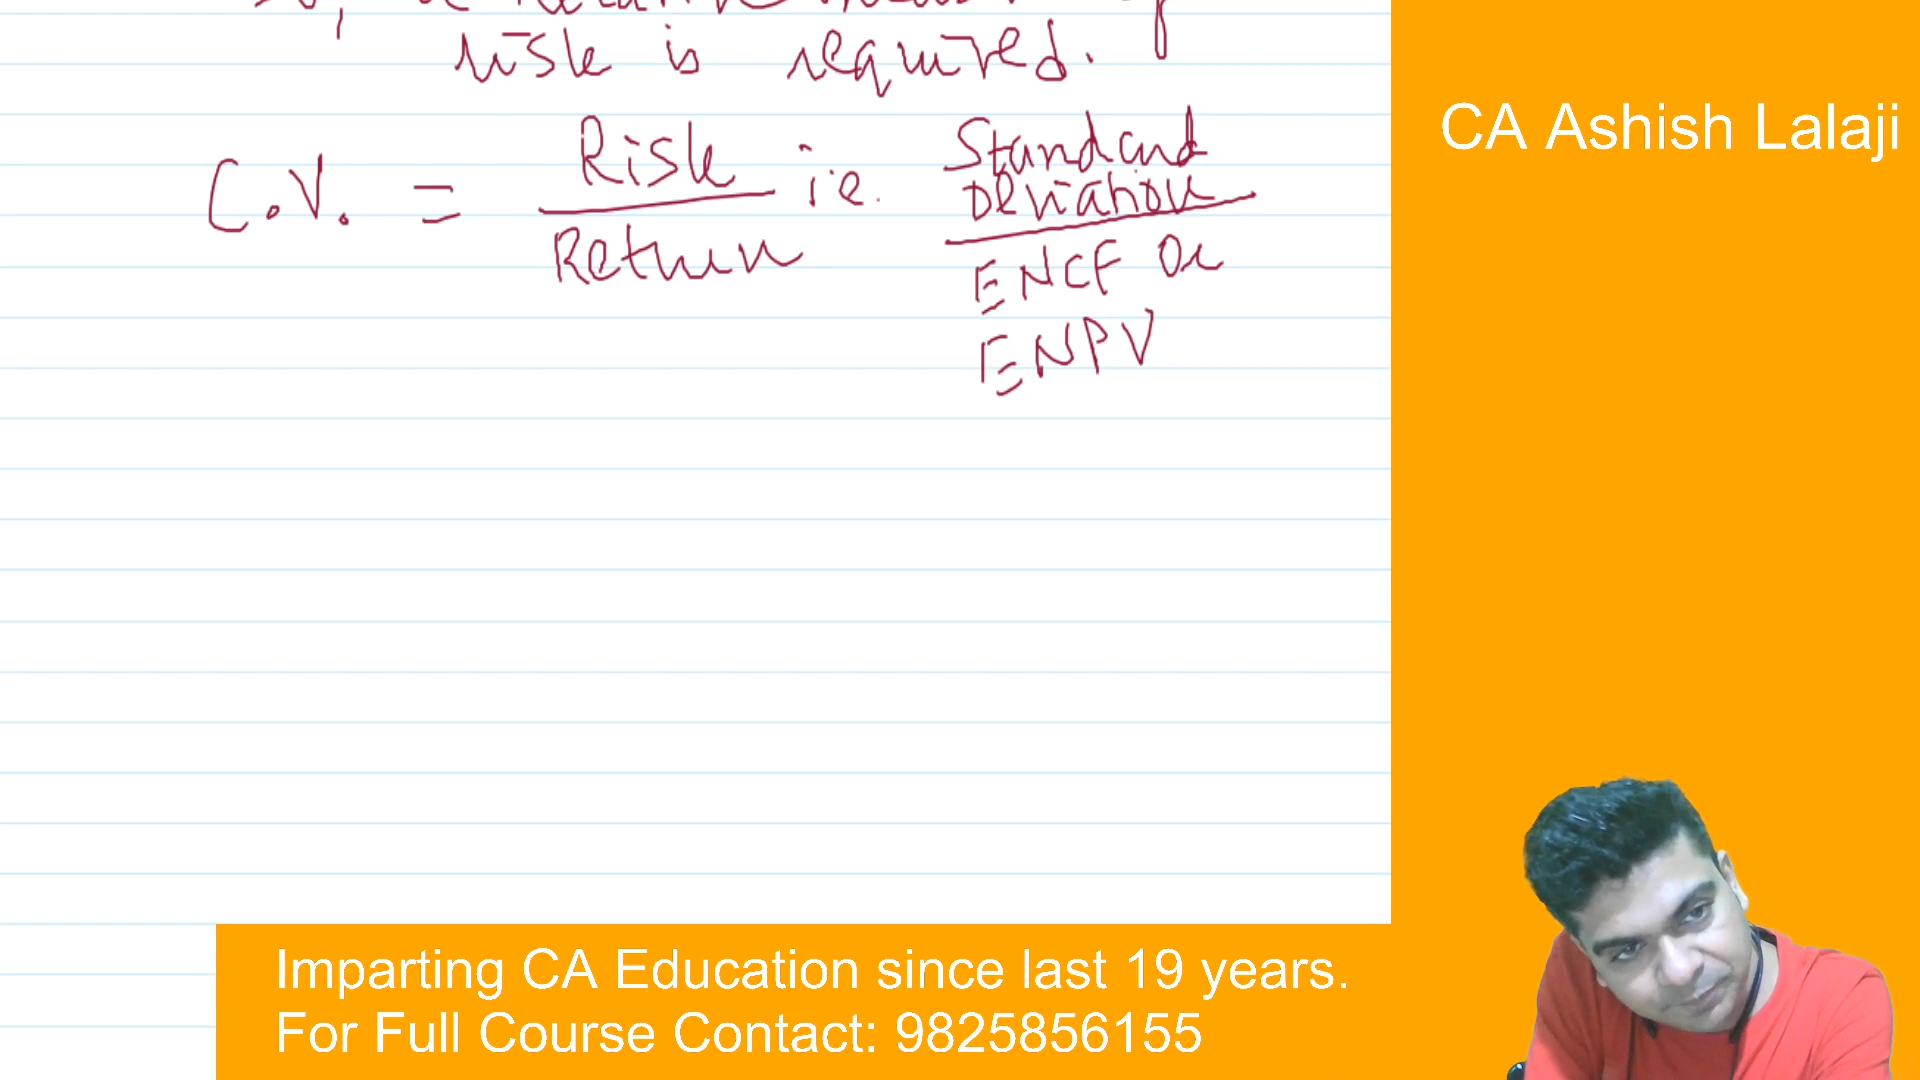 risk is required.
C.V. = Risk / Return i.e. Standard Deviation / ENCF Or ENPV
CA Ashish Lalaji
Imparting CA Education since last 19 years.
For Full Course Contact: 9825856155